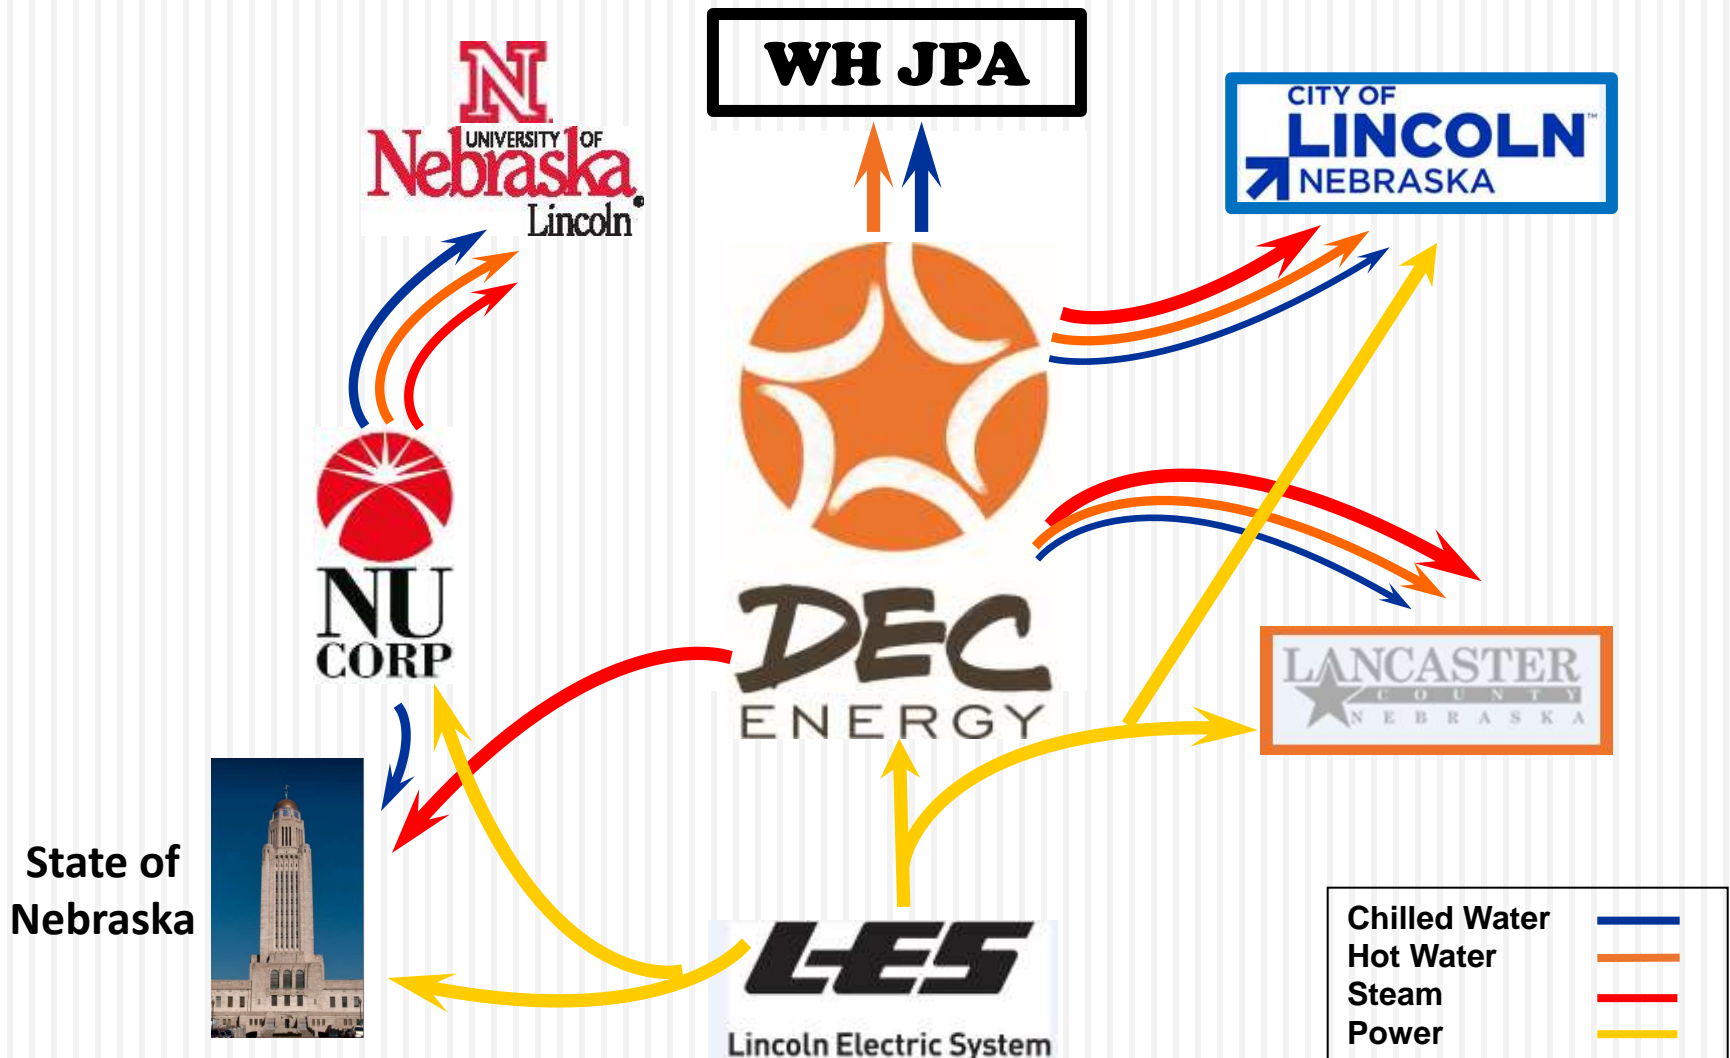 WH JPA
N
UNIVERSITY OF
Nebraska
Lincoln
CITY OF
LINCOLN™
NEBRASKA
NU
CORP
DEC
ENERGY
LANCASTER
COUNTY
NEBRASKA
State of
Nebraska
LES
Lincoln Electric System
Chilled Water
Hot Water
Steam
Power